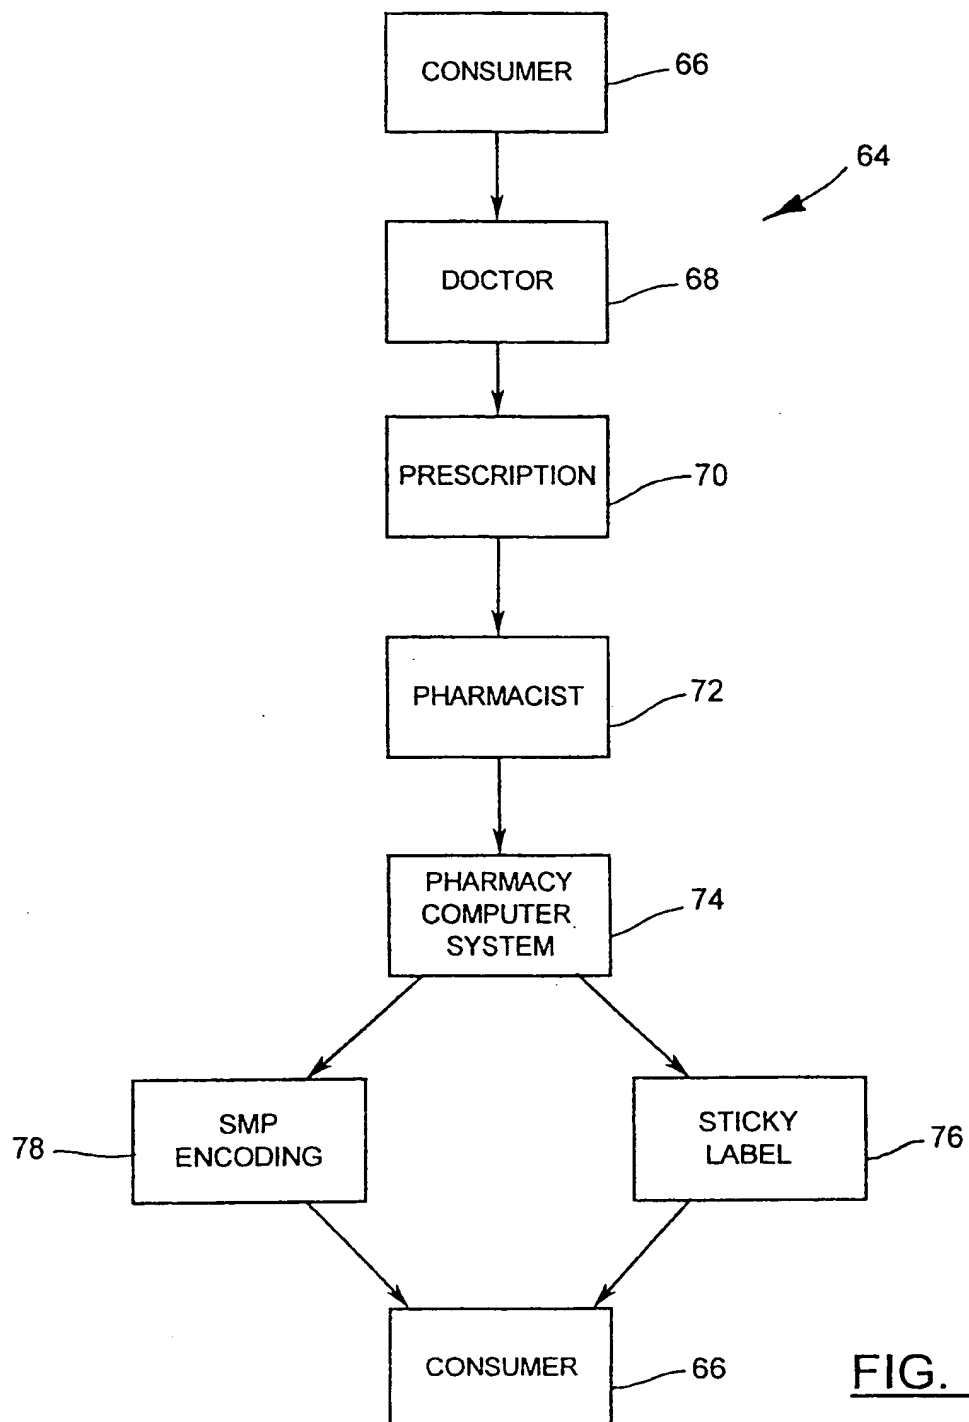 CONSUMER
66
64
DOCTOR
68
PRESCRIPTION
70
PHARMACIST
72
PHARMACY
COMPUTER
SYSTEM
74
SMP
ENCODING
78
STICKY
LABEL
76
CONSUMER
66
FIG.